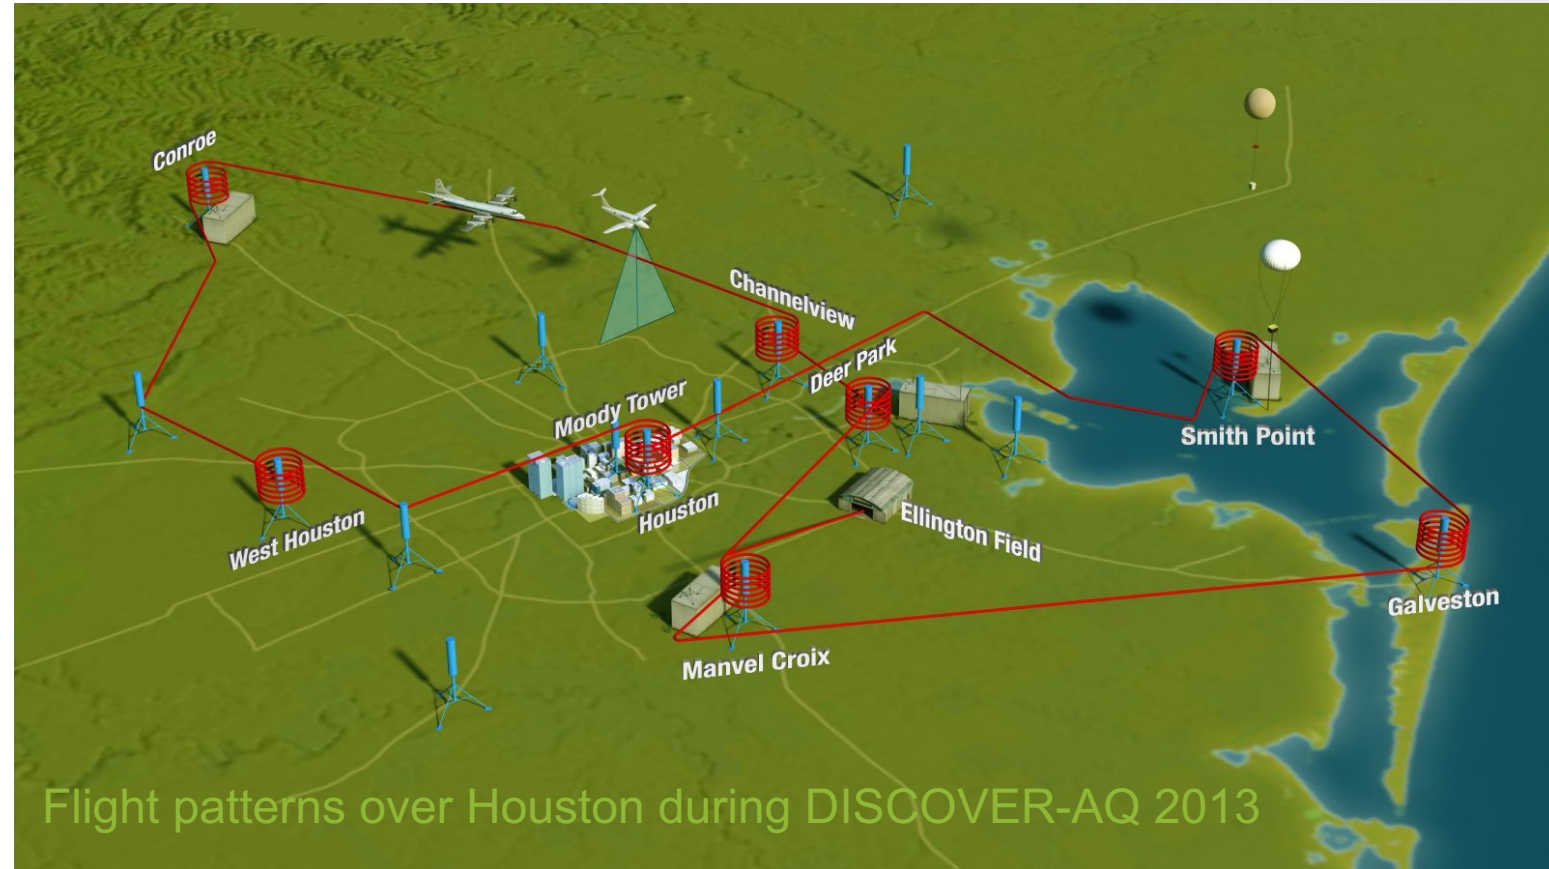 Conroe
Channelview
Deer Park
Moody Tower
Smith Point
Houston
West Houston
Ellington Field
Galveston
Manvel Croix
Flight patterns over Houston during DISCOVER-AQ 2013